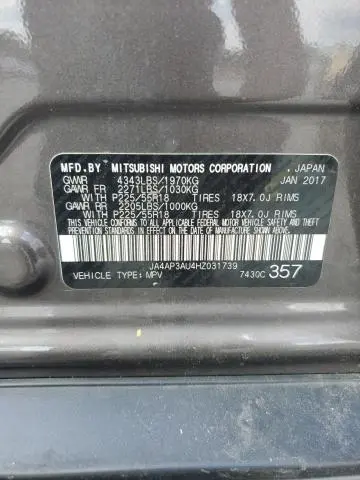 MFD.BY MITSUBISHI MOTORS CORPORATION , JAPAN
GVWR 4343LBS/1970KG JAN 2017
GAWR FR 2271LBS/1030KG
WITH P225/55R18 TIRES 18X7.0J RIMS
GAWR RR 2205LBS/1000KG
WITH P225/55R18 TIRES 18X7.0J RIMS
THIS VEHICLE CONFORMS TO ALL APPLICABLE FEDERAL MOTOR VEHICLE SAFETY AND THEFT
PREVENTION STANDARDS IN EFFECT ON THE DATE OF MANUFACTURE SHOWN ABOVE.
JA4AP3AU4HZ031739
VEHICLE TYPE: MPV 7430C 357